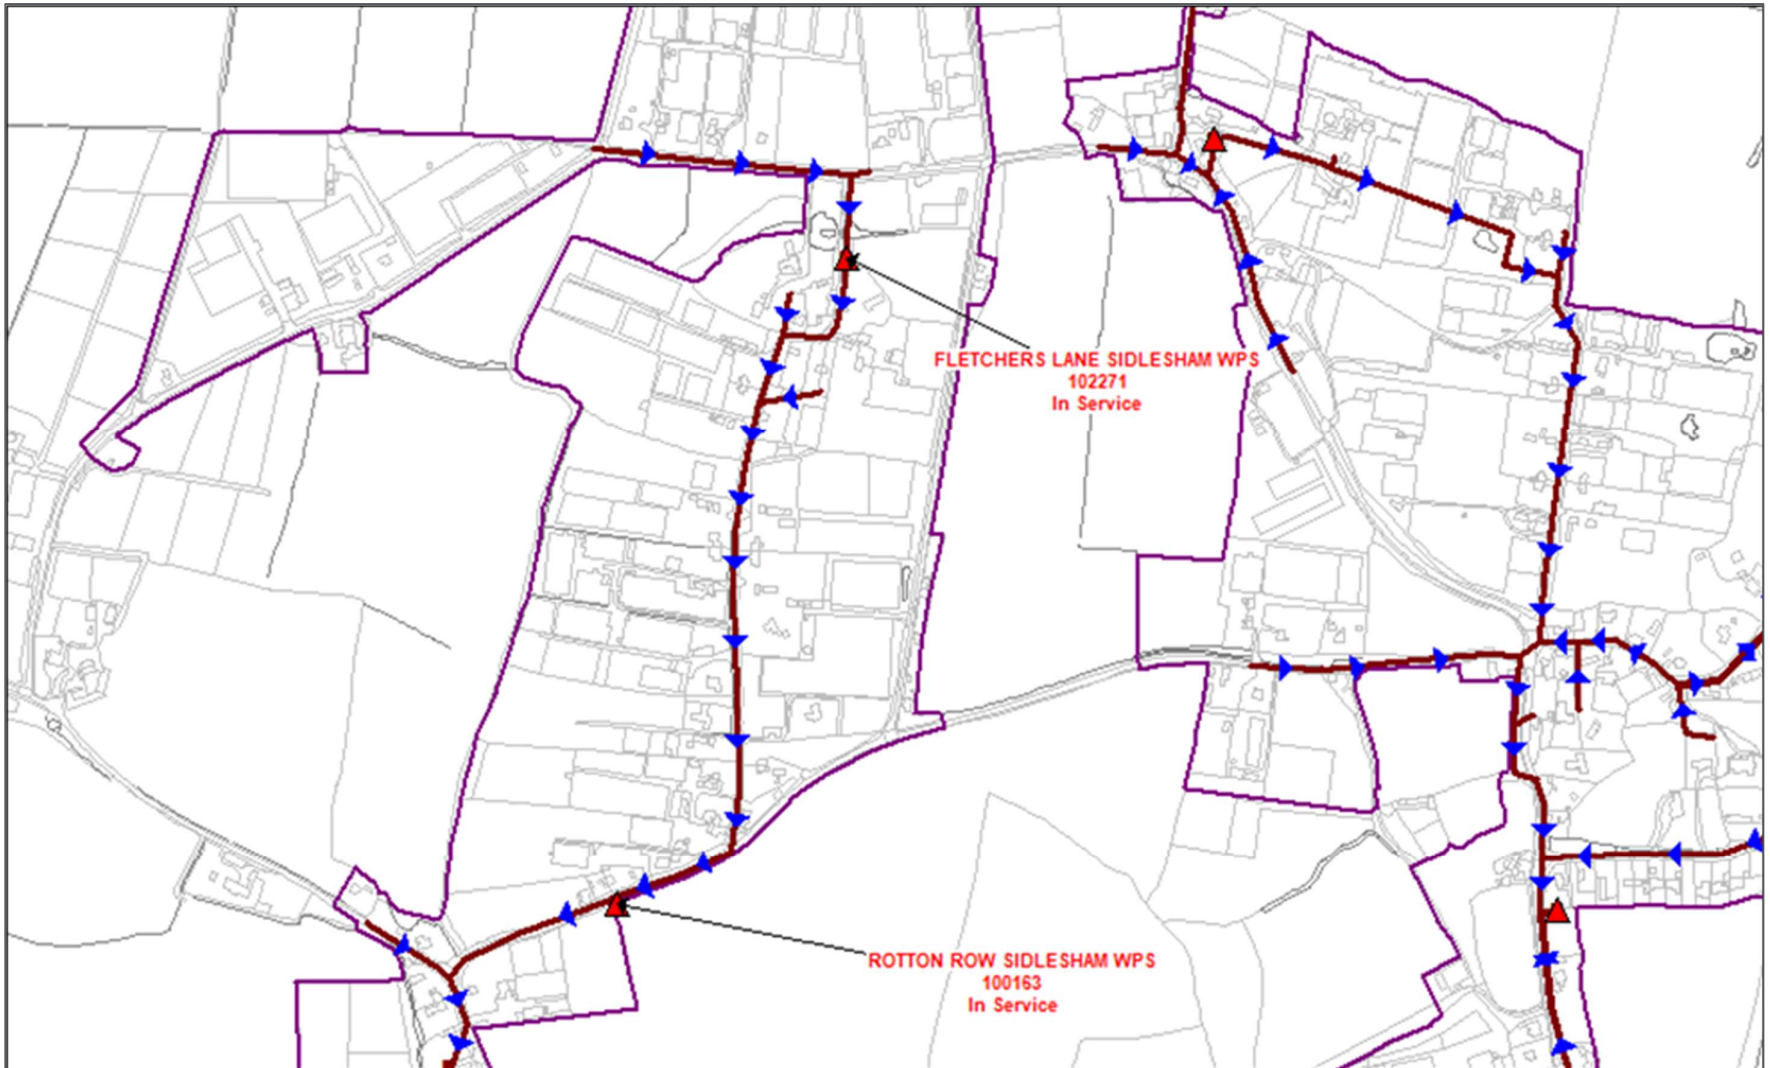 FLETCHERS LANE SIDLESHAM WPS
102271
In Service
ROTTON ROW SIDLESHAM WPS
100163
In Service